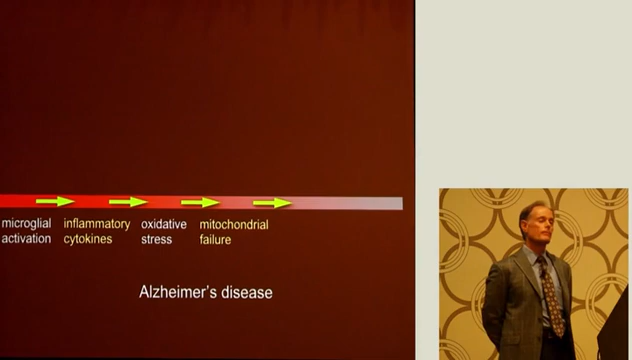 microglial activation
inflammatory cytokines
oxidative stress
mitochondrial failure
Alzheimer's disease